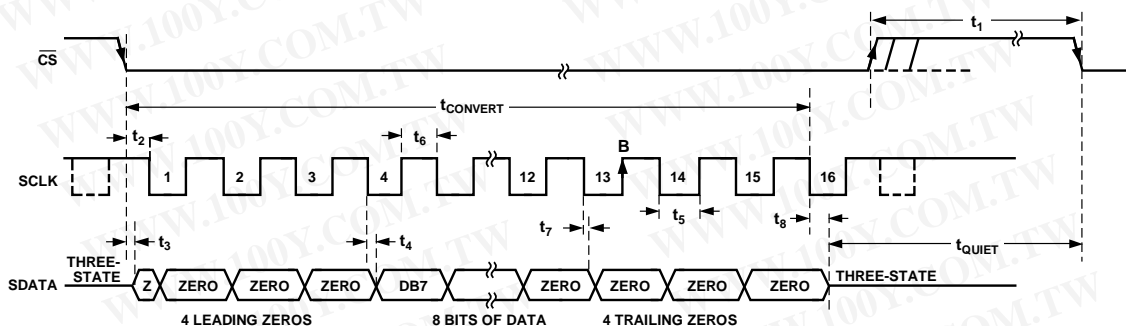 t1
CS
tCONVERT
t2
t6
B
SCLK
1 2 3 4 12 13 14 15 16
t3
t4
t7
t5
t8
tQUIET
THREE-
STATE
THREE-STATE
SDATA
Z ZERO ZERO ZERO DB7 ZERO ZERO ZERO ZERO
4 LEADING ZEROS 8 BITS OF DATA 4 TRAILING ZEROS
WWW.100Y.COM.TW